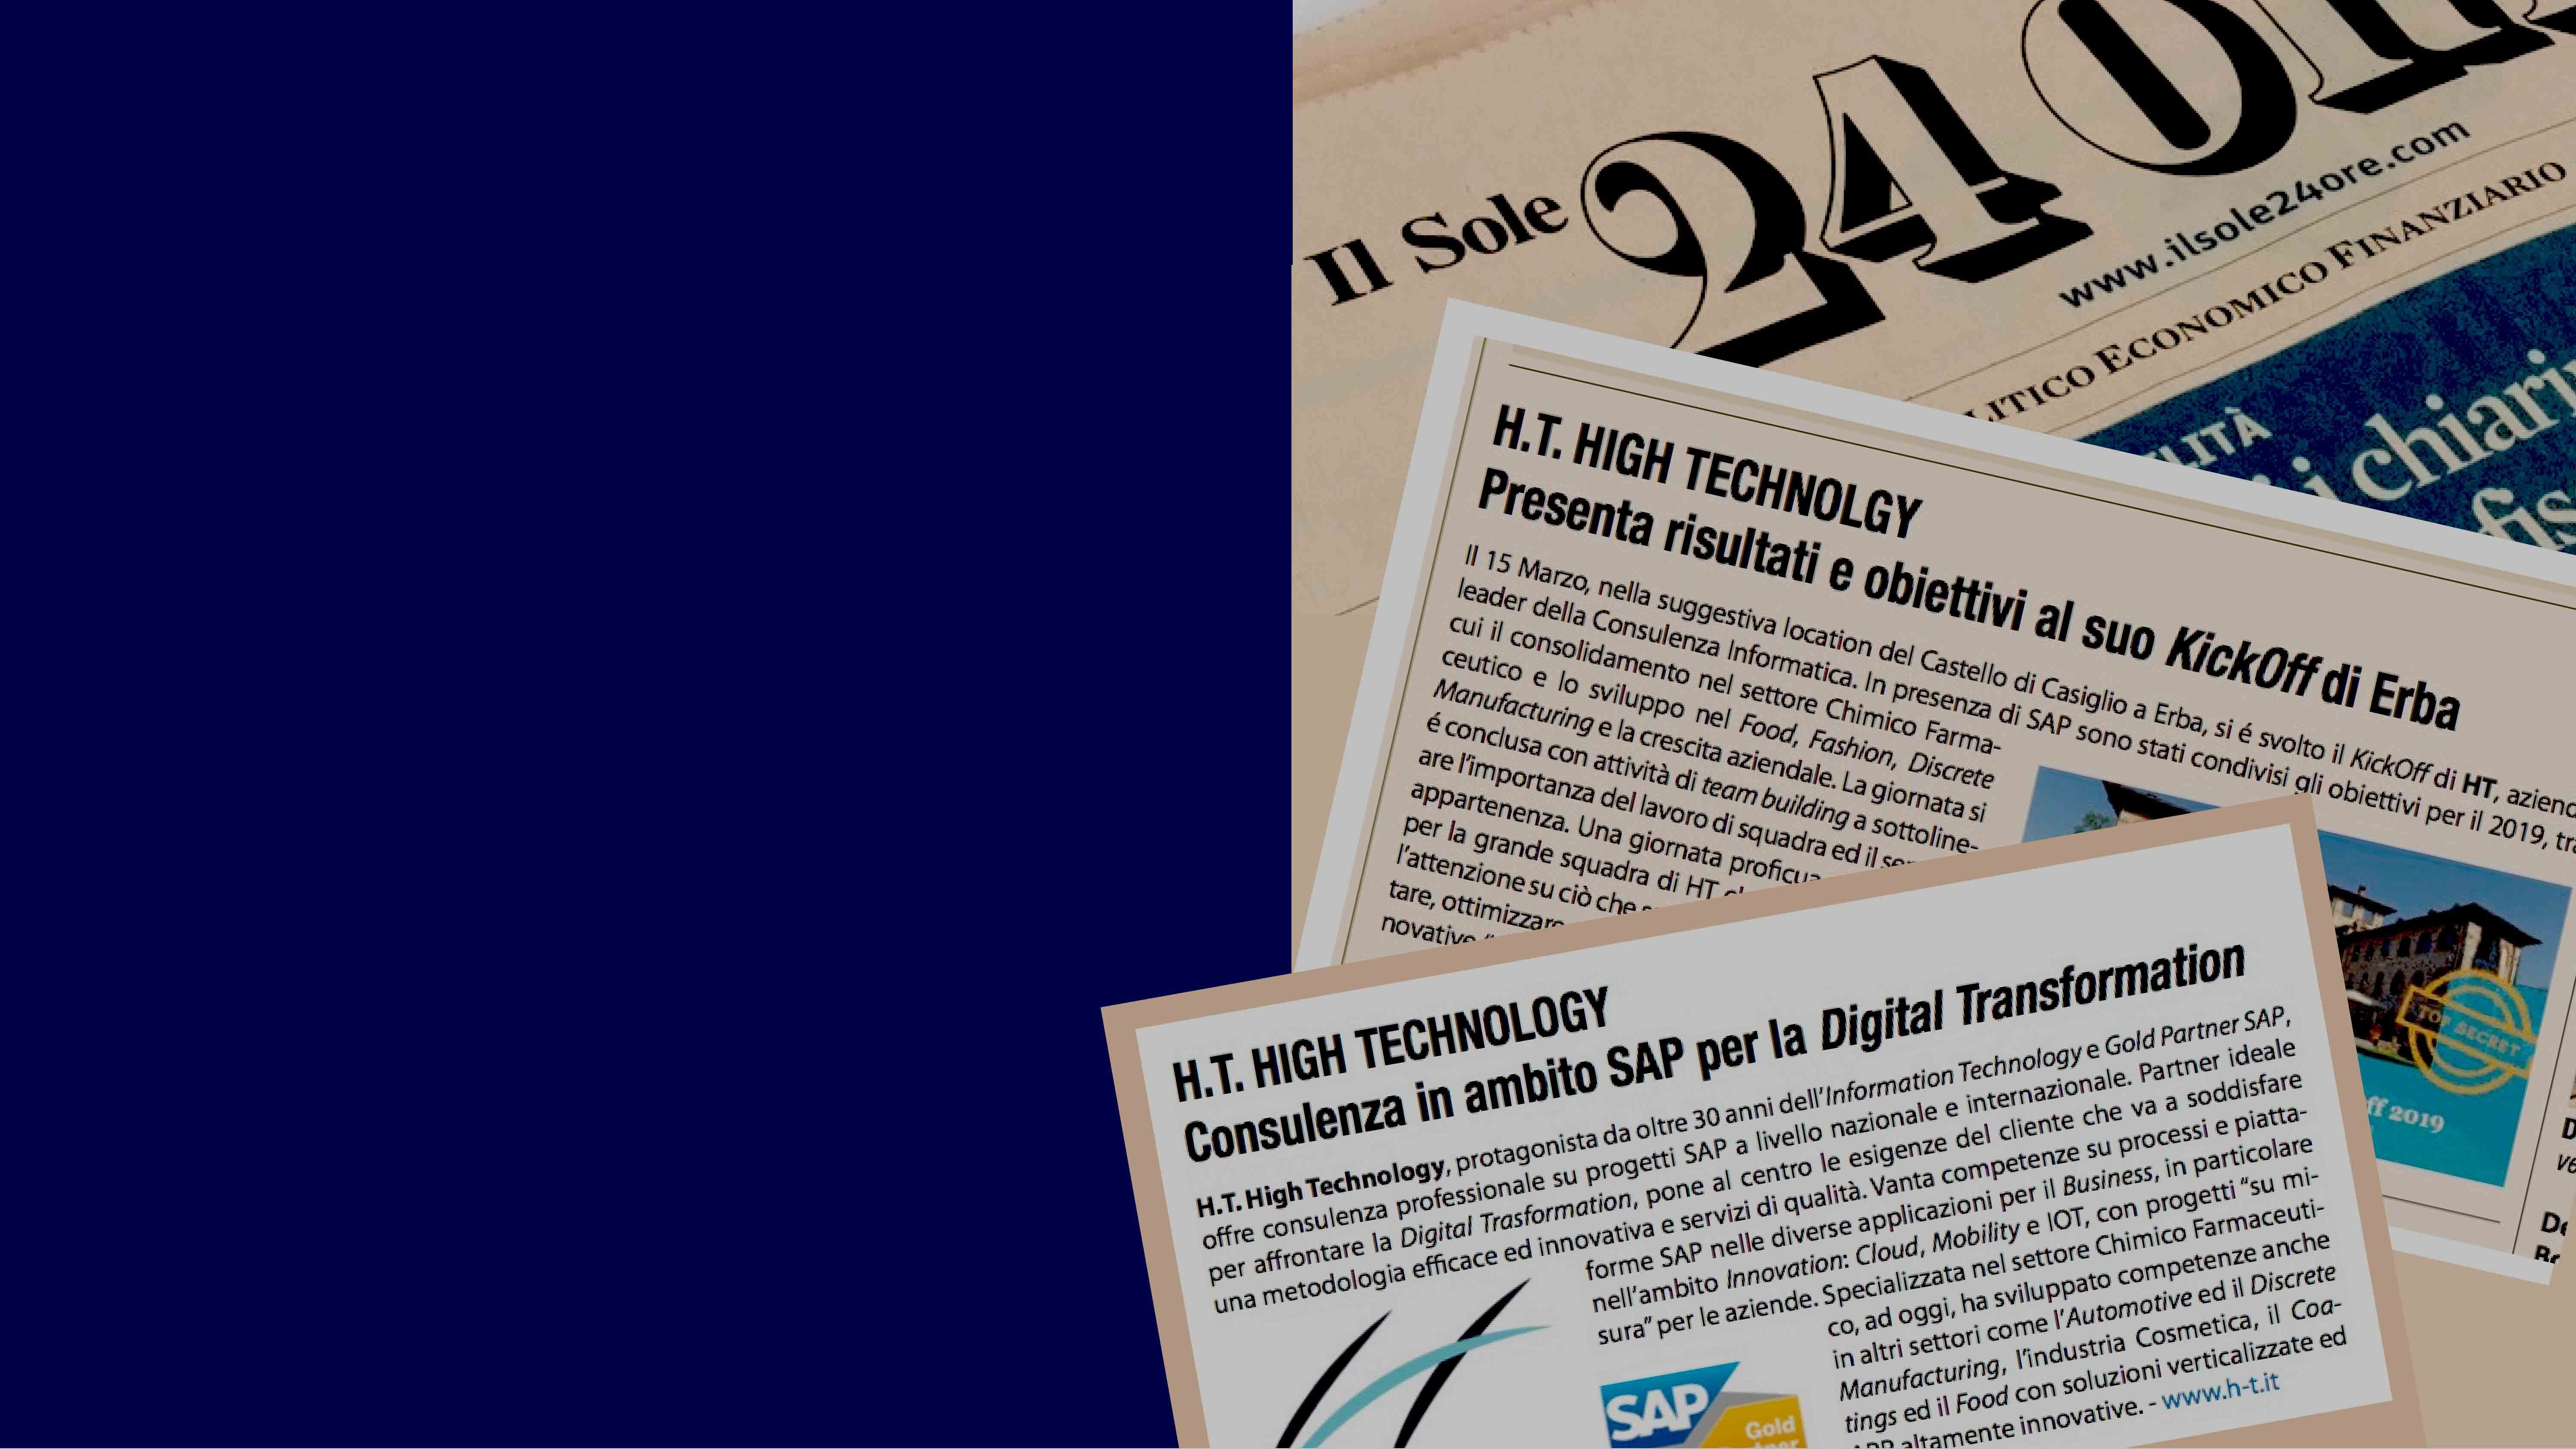 Il Sole 24
www.ilsole24ore.com
ECONOMICO FINANZIARIO
chiari
H.T. HIGH TECHNOLGY
Presenta risultati e obiettivi al suo KickOff di Erba
Il 15 Marzo, nella suggestiva location del Castello di Casiglio a Erba, si é svolto il KickOff di HT,
leader della Consulenza Informatica. In presenza di SAP sono stati condivisi gli obiettivi per il 2019,
cui il consolidamento nel settore Chimico Farma-
ceutico e lo sviluppo nel Food, Fashion, Discrete
Manufacturing e la crescita aziendale. La giornata si
é conclusa con attività di team building a sottoline-
are l'importanza del lavoro di squadra ed il
appartenenza. Una giornata proficua
per la grande squadra di HT
l'attenzione su ciò che
tare, ottimizzare
novative
TOP SECRET
2019
H.T. HIGH TECHNOLOGY
Consulenza in ambito SAP per la Digital Transformation
H.T. High Technology, protagonista da oltre 30 anni dell'Information Technology e Gold Partner SAP,
offre consulenza professionale su progetti SAP a livello nazionale e internazionale. Partner ideale
per affrontare la Digital Trasformation, pone al centro le esigenze del cliente che va a soddisfare
una metodologia efficace ed innovativa e servizi di qualità. Vanta competenze su processi e piatta-
forme SAP nelle diverse applicazioni per il Business, in particolare
nell'ambito Innovation: Cloud, Mobility e IOT, con progetti “su mi-
sura” per le aziende. Specializzata nel settore Chimico Farmaceuti-
co, ad oggi, ha sviluppato competenze anche
in altri settori come l'Automotive ed il Discrete
Manufacturing, l'industria Cosmetica, il Coa-
tings ed il Food con soluzioni verticalizzate ed
altamente innovative. - www.h-t.it
SAP
Gold